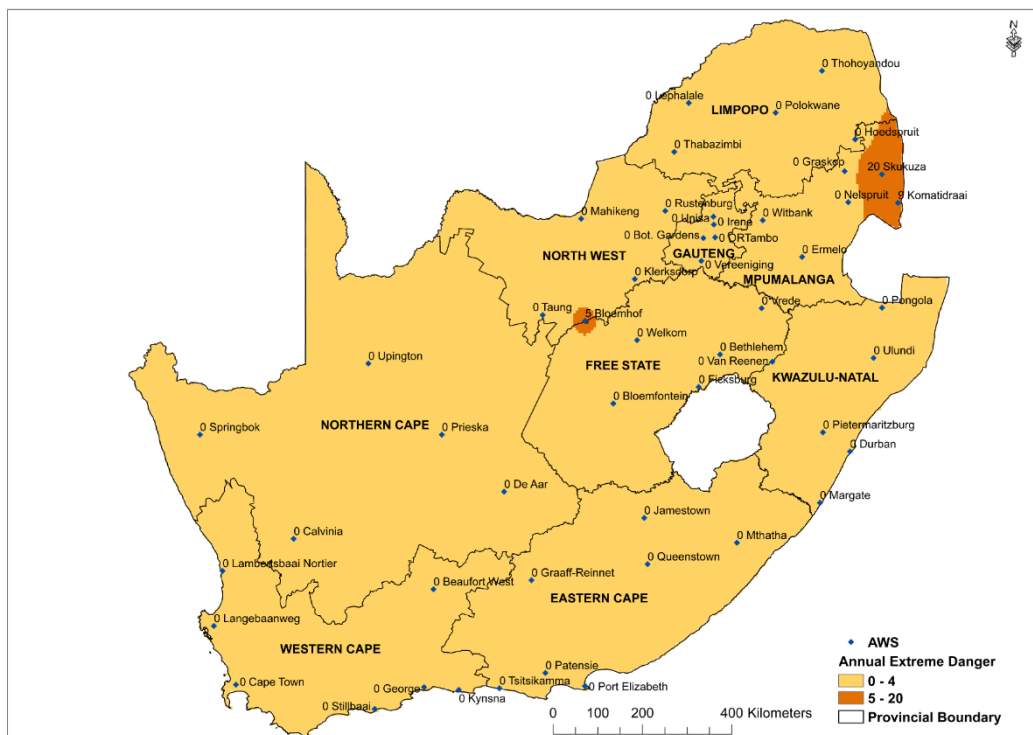 N
0 Thohoyandou
0 Lephalale
LIMPOPO
0 Polokwane
0 Hoedspruit
0 Thabazimbi
0 Graskop
20 Skukuza
0 Nelspruit
9 Komatidraai
0 Rustenburg
0 Mahikeng
0 Unisa
0 Irene
0 Witbank
0 Bot. Gardens
0 ORTambo
NORTH WEST
GAUTENG
0 Vereeniging
0 Ermelo
0 Klerksdorp
MPUMALANGA
0 Taung
5 Bloemhof
0 Vrede
0 Pongola
0 Welkom
0 Upington
0 Bethlehem
0 Van Reenen
0 Ulundi
FREE STATE
KWAZULU-NATAL
0 Ficksburg
0 Bloemfontein
NORTHERN CAPE
0 Springbok
0 Prieska
0 Pietermaritzburg
0 Durban
0 De Aar
0 Margate
0 Jamestown
0 Calvinia
0 Mthatha
0 Lambertsbaai Nortier
0 Queenstown
0 Beaufort West
0 Graaff-Reinnet
EASTERN CAPE
0 Langebaanweg
WESTERN CAPE
0 Patensie
0 Cape Town
0 George
0 Tsitsikamma
0 Port Elizabeth
0 Kynsna
0 Stillbaai
AWS
Annual Extreme Danger
0 - 4
5 - 20
Provincial Boundary
0 100 200 400 Kilometers